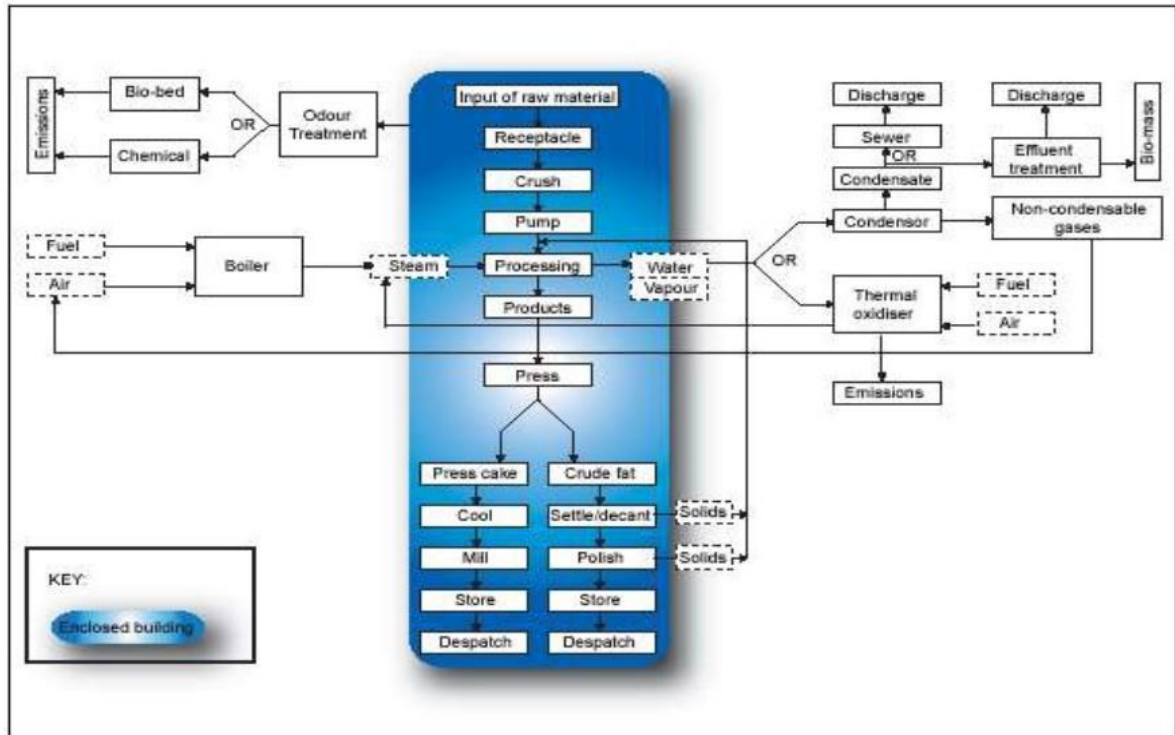 Input of raw material
Receptacle
Crush
Pump
Processing
Products
Press
Press cake
Cool
Mill
Store
Despatch
Crude fat
Settle/decant
Polish
Store
Despatch
Solids
Solids
Odour
Treatment
OR
Bio-bed
Chemical
Emissions
Fuel
Air
Boiler
Steam
Water
Vapour
OR
Condensor
Condensate
OR
Sewer
Discharge
Effluent
treatment
Discharge
Bio-mass
Non-condensable
gases
Thermal
oxidiser
Fuel
Air
Emissions
KEY:
Enclosed building